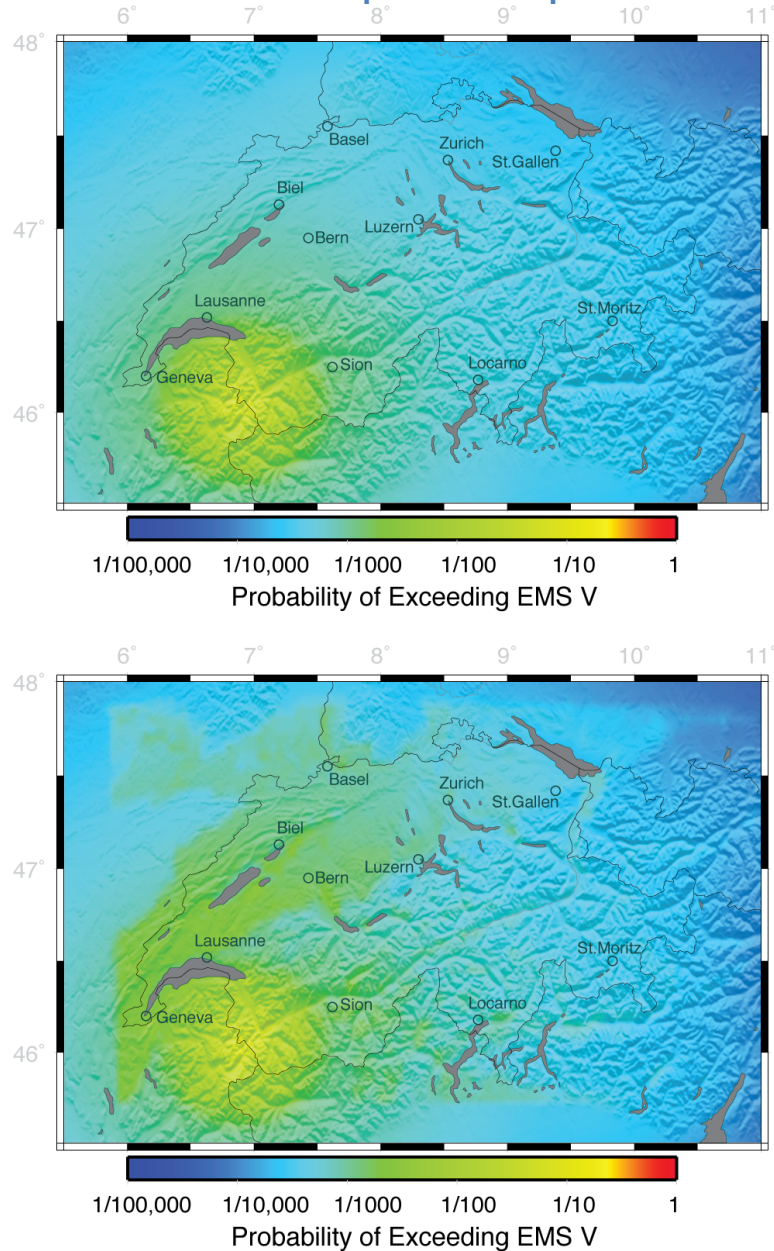 6° 7° 8° 9° 10° 11°
48°
Basel
Zurich
St.Gallen
Biel
47°
Luzern
Bern
Lausanne
St.Moritz
Sion
Locarno
Geneva
46°
1/100,000 1/10,000 1/1000 1/100 1/10 1
Probability of Exceeding EMS V
6° 7° 8° 9° 10° 11°
48°
Basel
Zurich
St.Gallen
Biel
47°
Luzern
Bern
Lausanne
St.Moritz
Sion
Locarno
Geneva
46°
1/100,000 1/10,000 1/1000 1/100 1/10 1
Probability of Exceeding EMS V